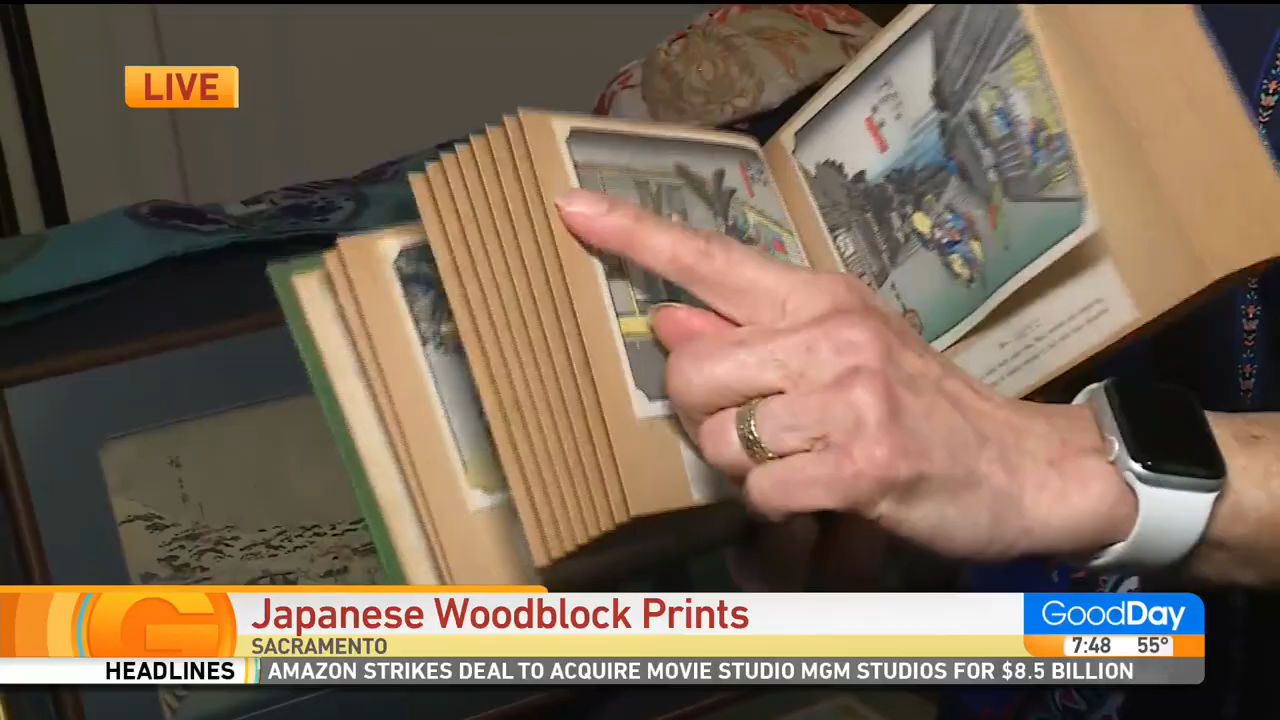 LIVE
Japanese Woodblock Prints
SACRAMENTO
GoodDay
7:48 55°
HEADLINES AMAZON STRIKES DEAL TO ACQUIRE MOVIE STUDIO MGM STUDIOS FOR $8.5 BILLION